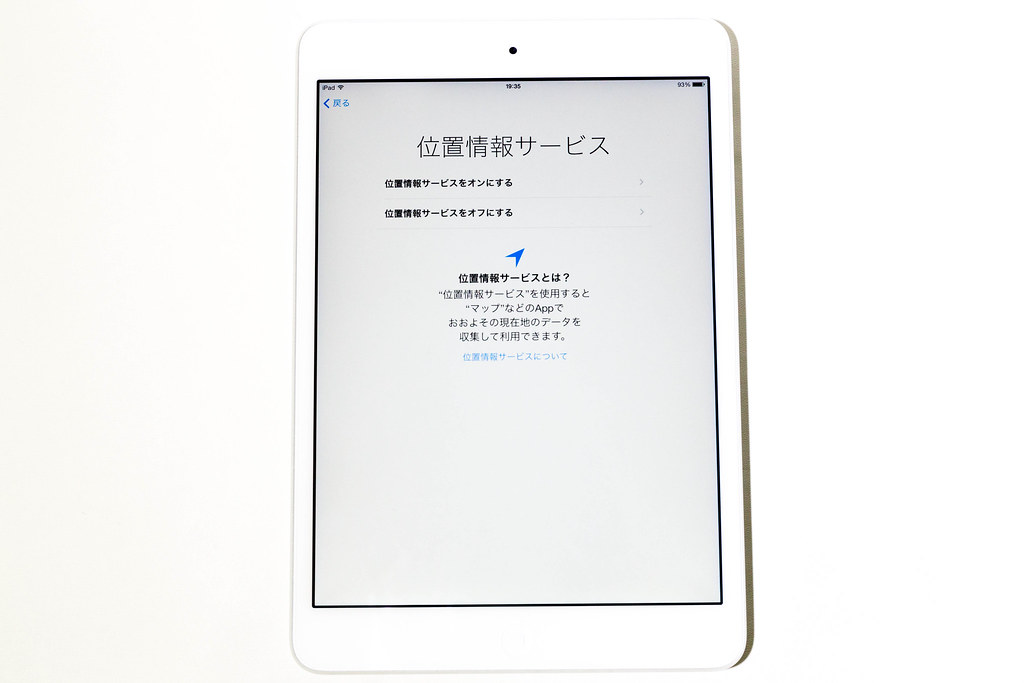 iPad 19:35 93%
戻る
位置情報サービス
位置情報サービスをオンにする
位置情報サービスをオフにする
位置情報サービスとは？
“位置情報サービス”を使用すると
“マップ”などのAppで
おおよその現在地のデータを
収集して利用できます。
位置情報サービスについて